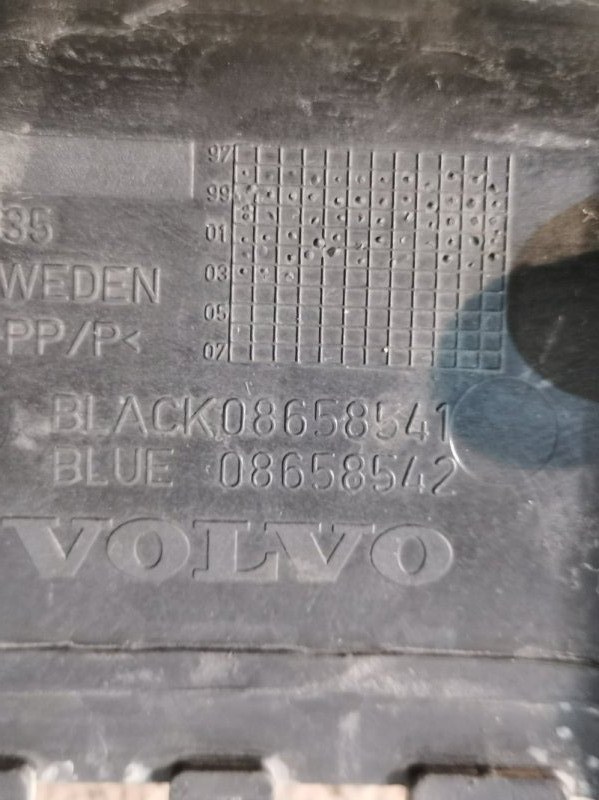 97
99
01
03
05
07
35
WEDEN
PP/P<
BLACK08658541
BLUE 08658542
VOLVO